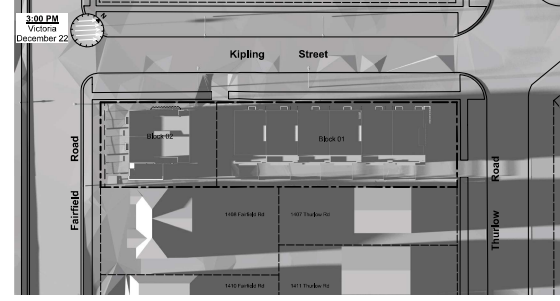 3:00 PM
Victoria
December 22
N
Kipling Street
Block 02
Block 01
Road
Fairfield
Road
Thurlow
1408 Fairfield Rd
1407 Thurlow Rd
1410 Fairfield Rd
1411 Thurlow Rd